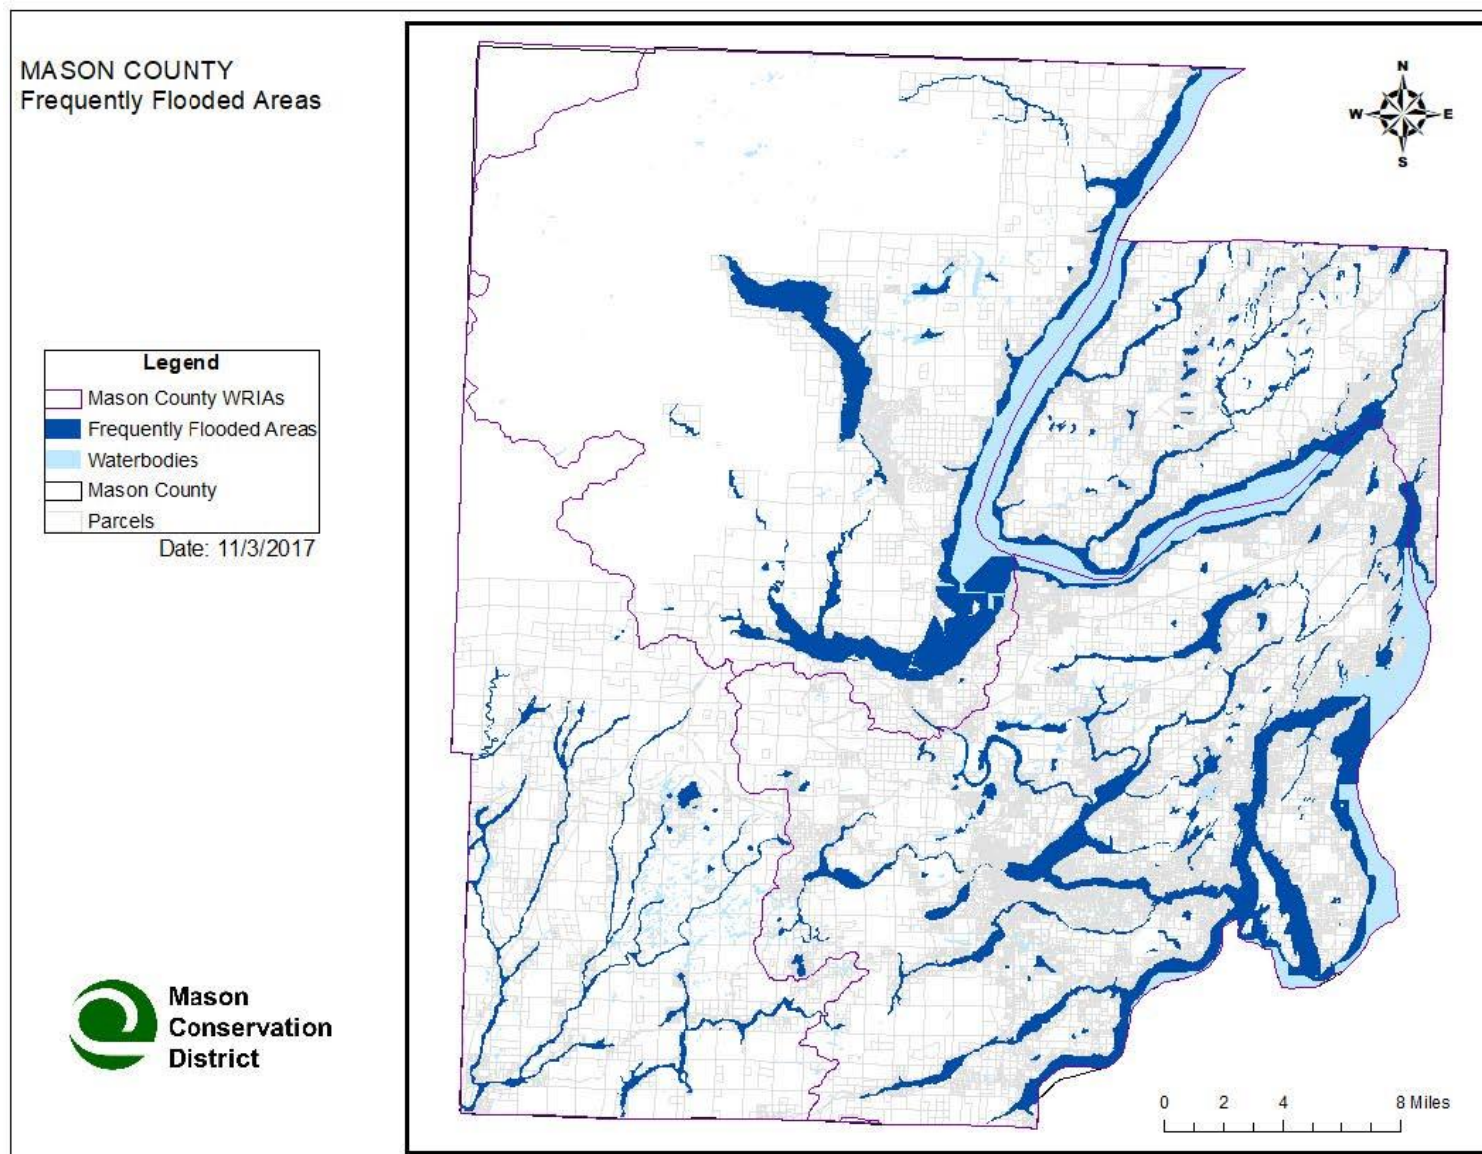 MASON COUNTY
Frequently Flooded Areas
N
W
E
S
Legend
Mason County WRIAs
Frequently Flooded Areas
Waterbodies
Mason County
Parcels
Date: 11/3/2017
Mason
Conservation
District
0 2 4 8 Miles